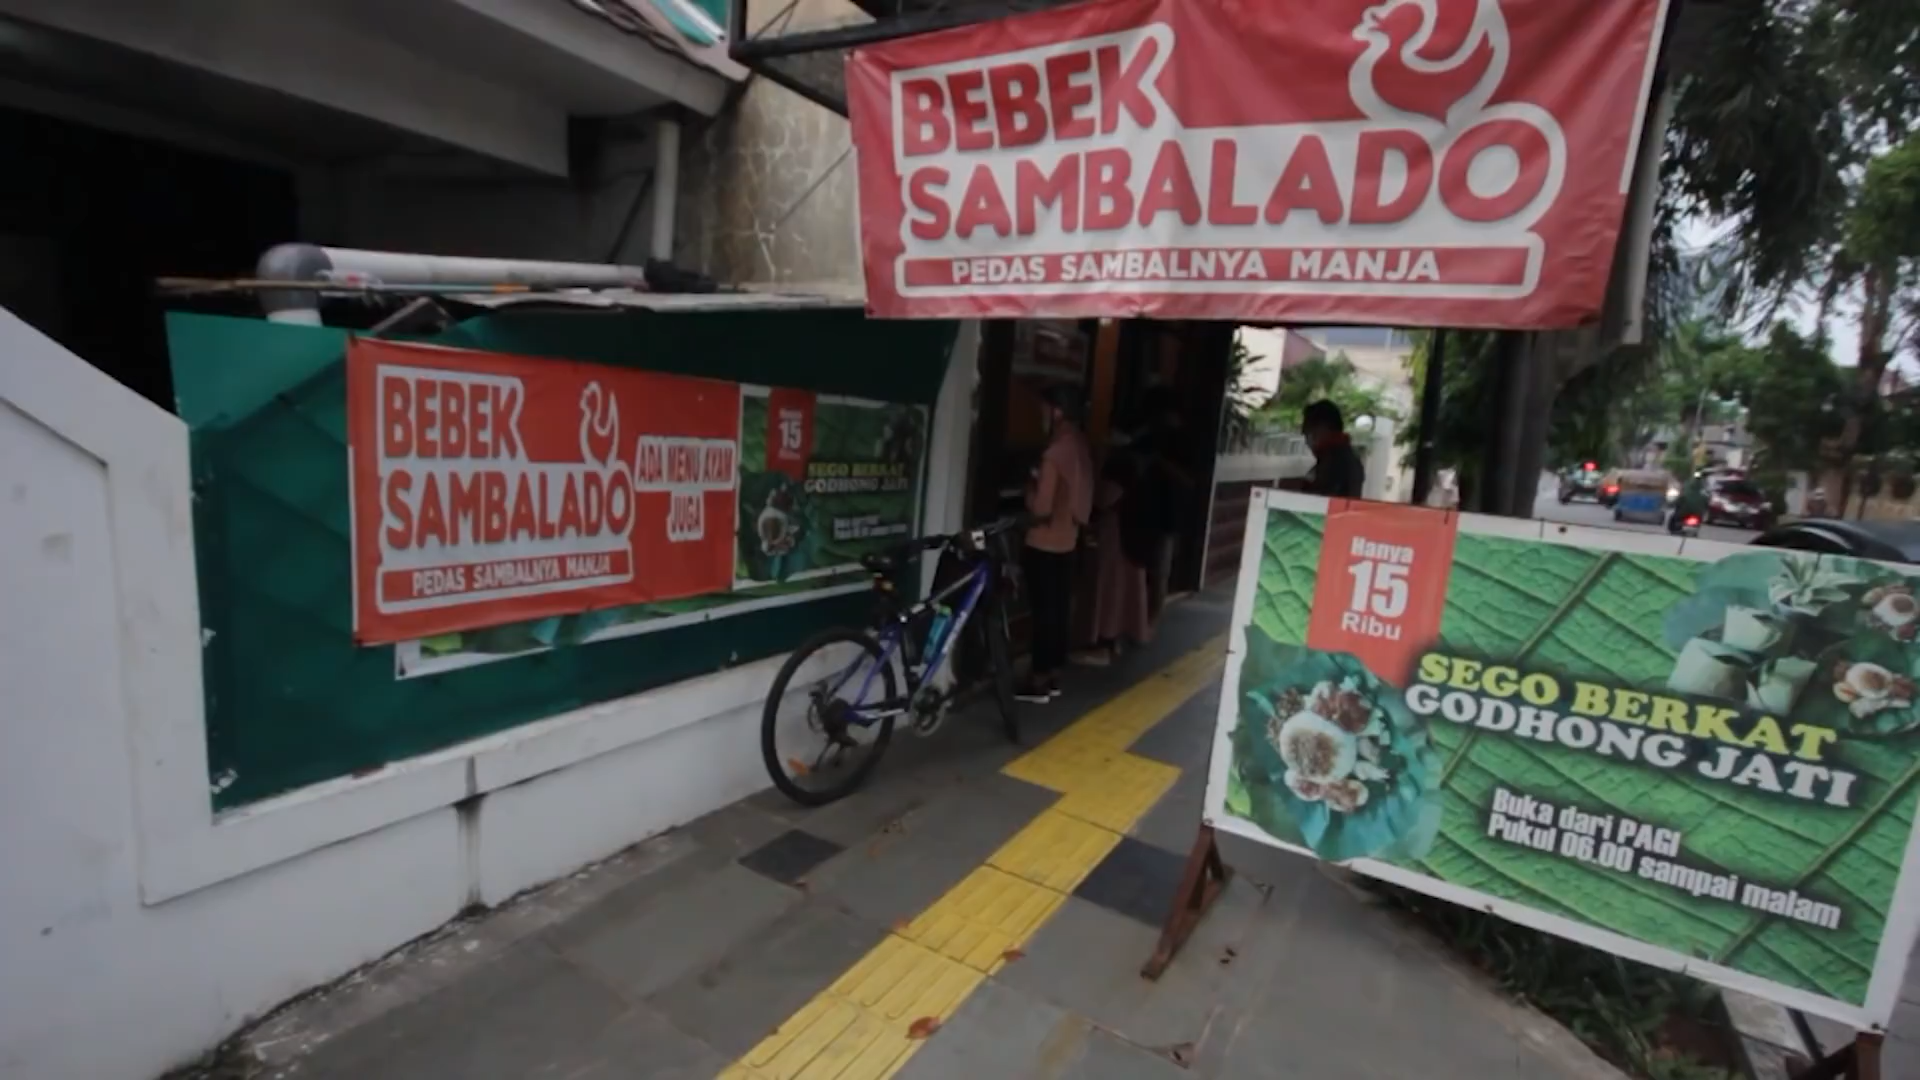 BEBEK
SAMBALADO
PEDAS SAMBALNYA MANJA
BEBEK
SAMBALADO
PEDAS SAMBALNYA MANJA
ADA MENU AYAM
JUGA
Hanya
15
SEGO BERKAT
GODHONG JATI
Hanya
15
Ribu
SEGO BERKAT
GODHONG JATI
Buka dari PAGI
Pukul 06.00 sampai malam